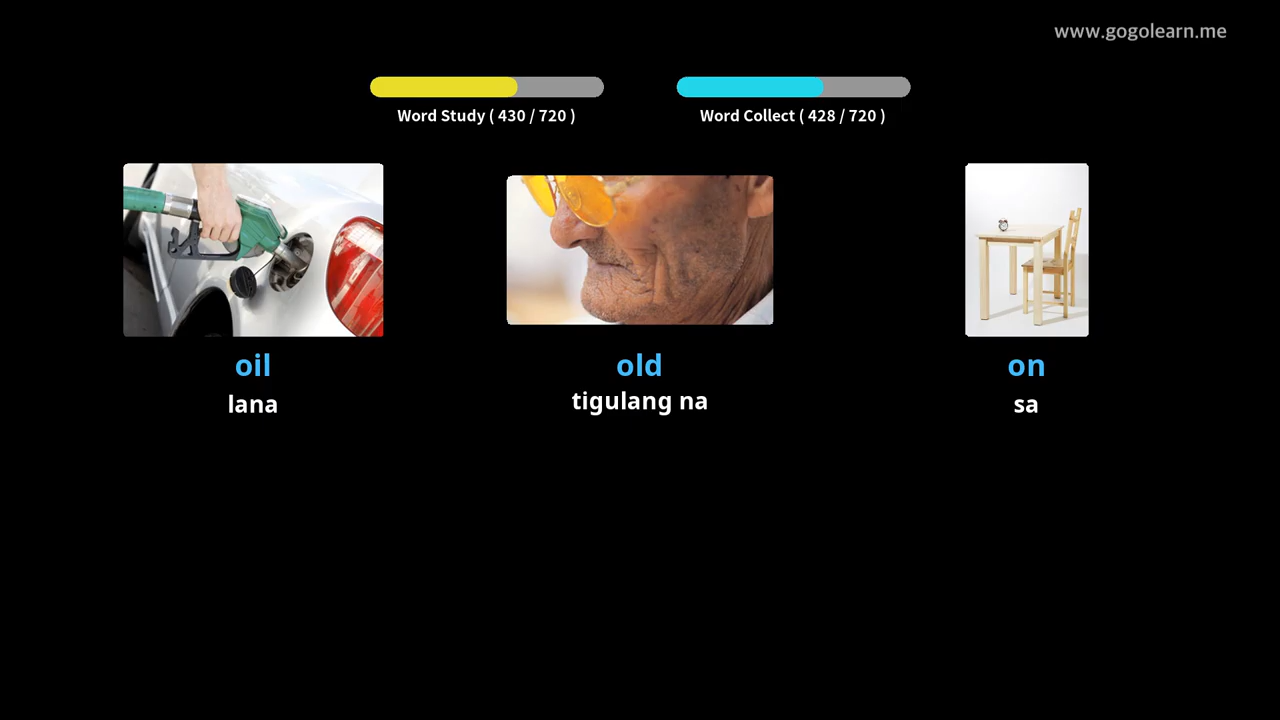 www.gogolearn.me
Word Study ( 430 / 720 )
Word Collect ( 428 / 720 )
oil
old
on
lana
tigulang na
sa